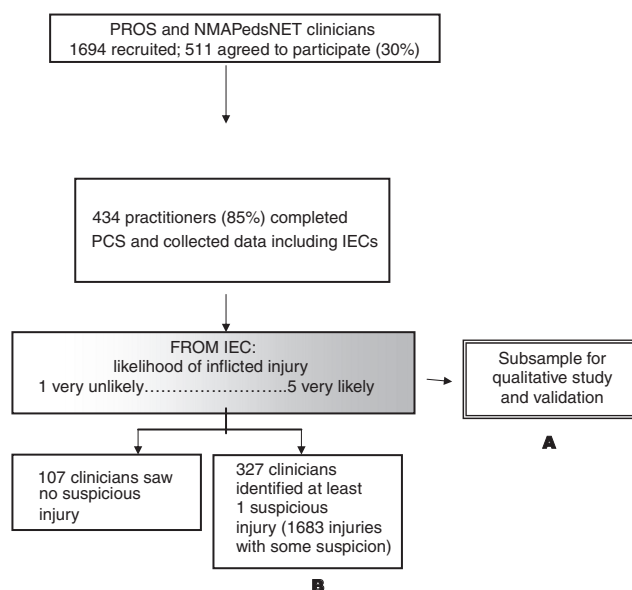 PROS and NMAPedsNET clinicians
1694 recruited; 511 agreed to participate (30%)
434 practitioners (85%) completed
PCS and collected data including IECs
FROM IEC:
likelihood of inflicted injury
1 very unlikely……………………..5 very likely
Subsample for
qualitative study
and validation
A
107 clinicians saw
no suspicious
injury
327 clinicians
identified at least
1 suspicious
injury (1683 injuries
with some suspicion)
B